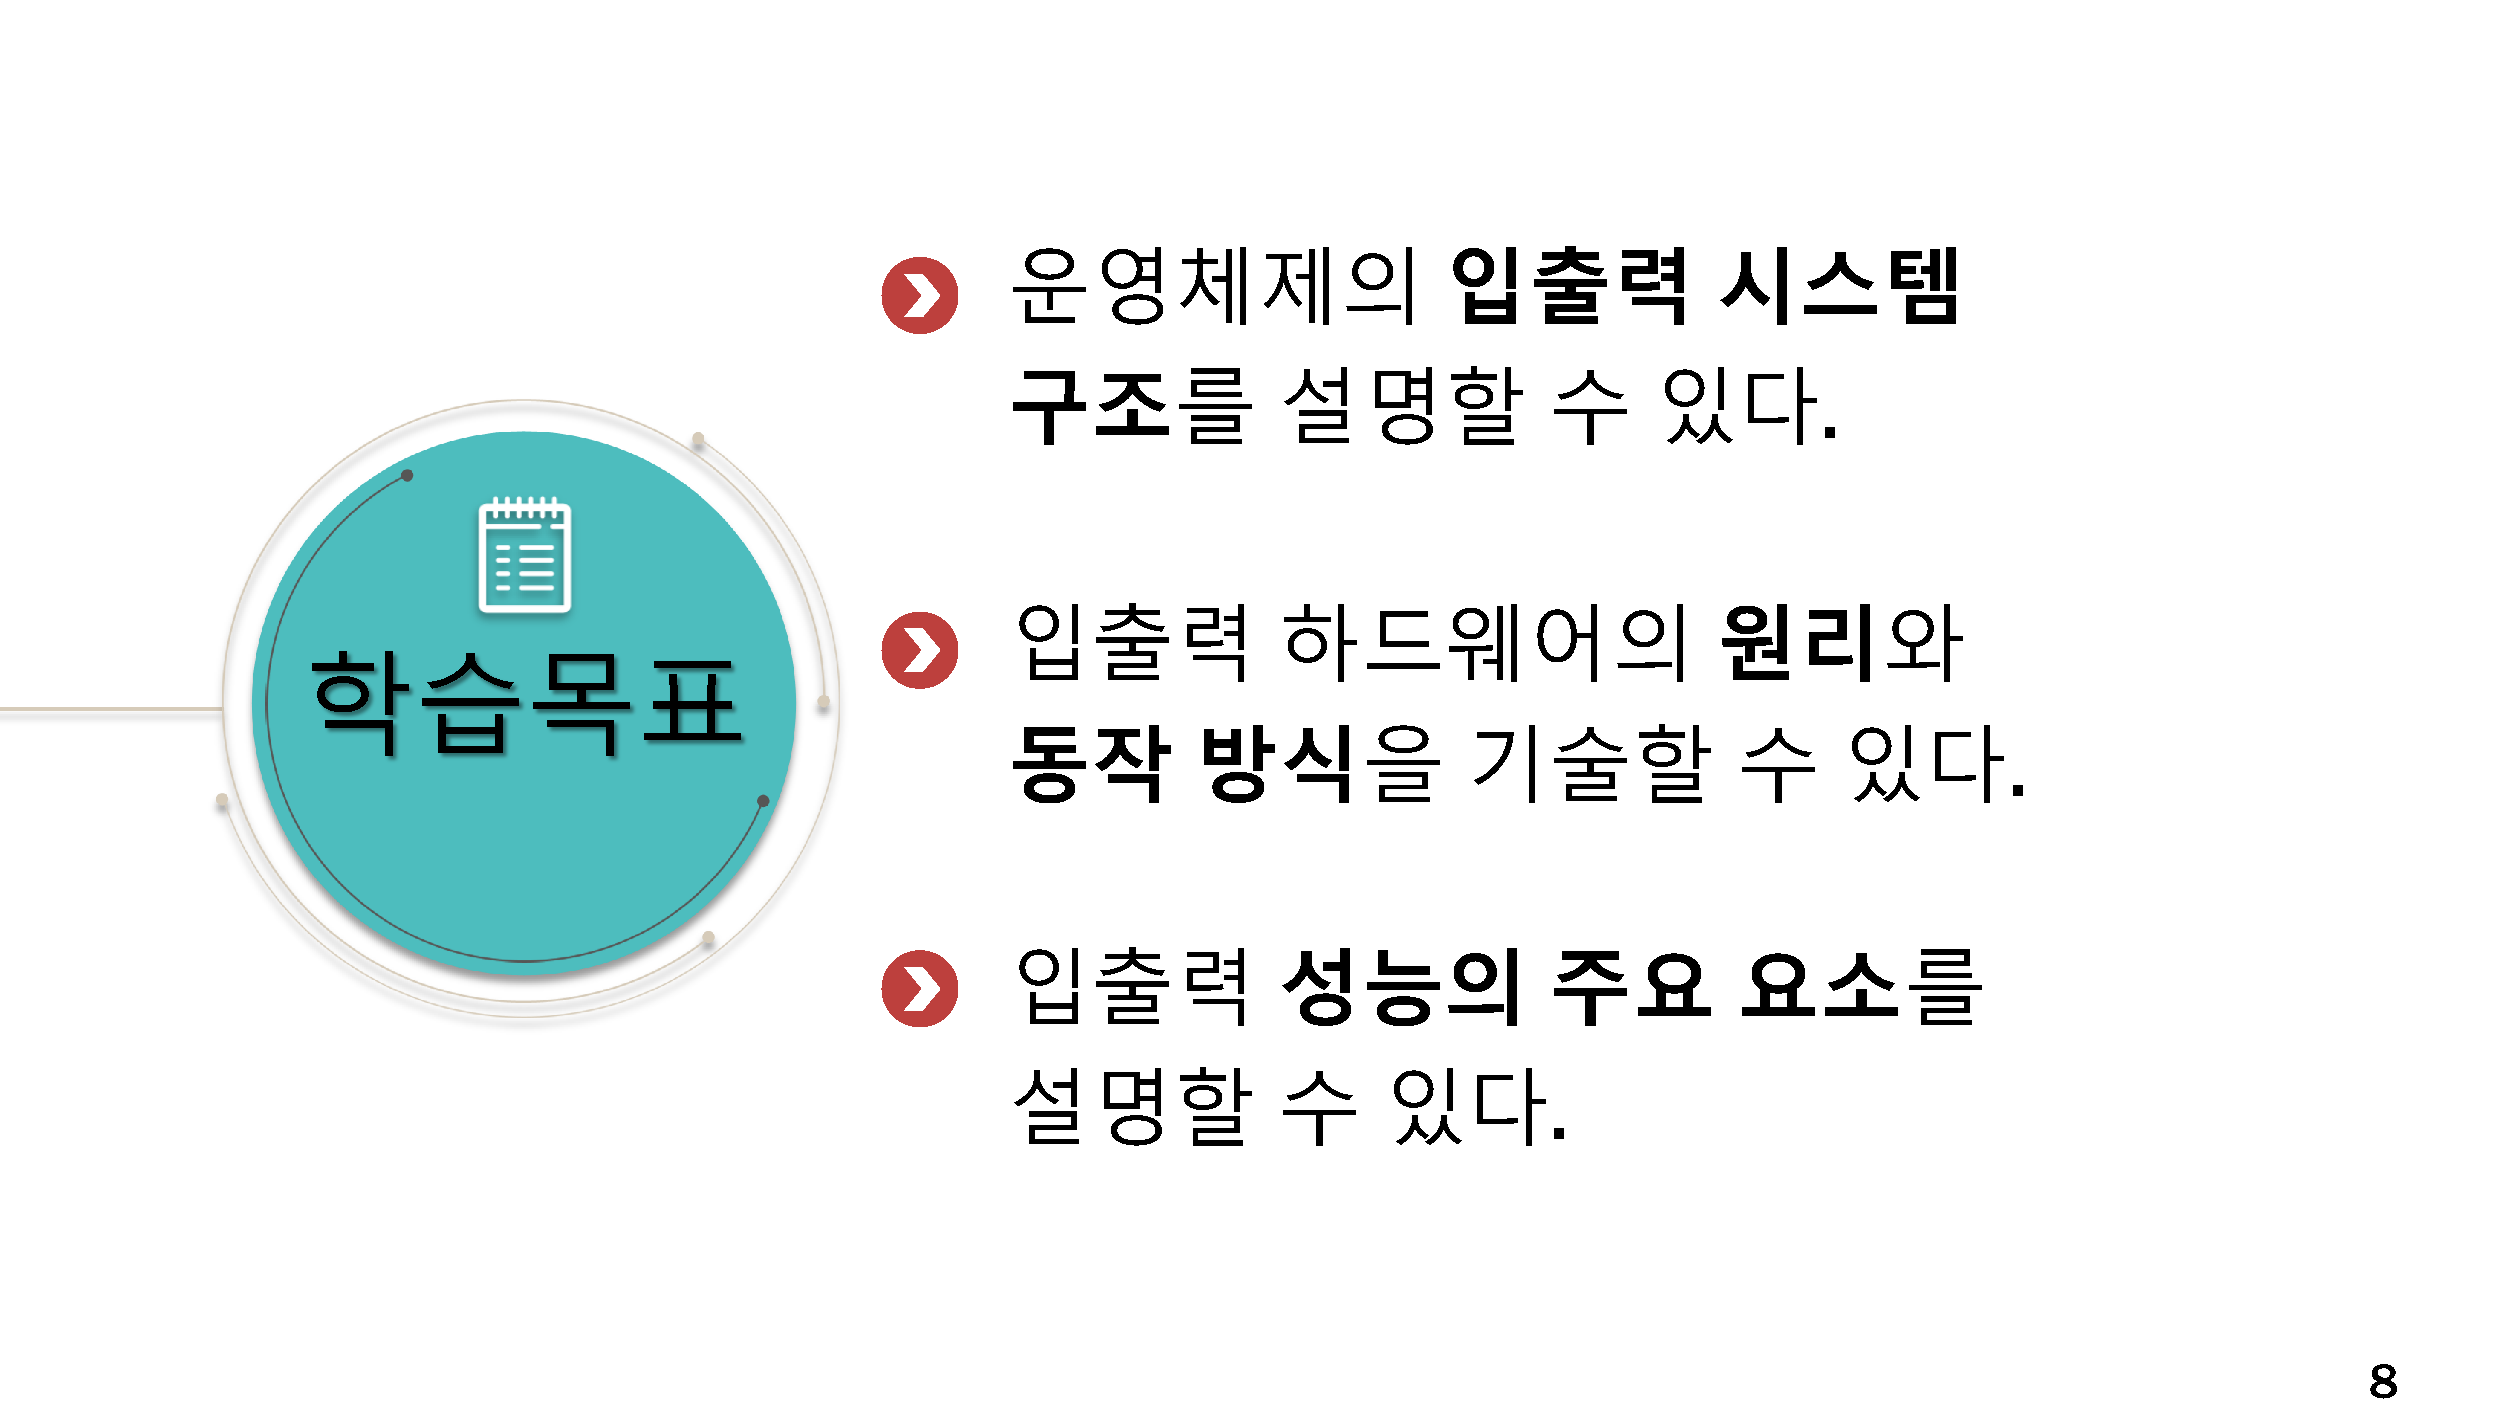 학습목표
운영체제의 입출력 시스템
구조를 설명할 수 있다.
입출력 하드웨어의 원리와
동작 방식을 기술할 수 있다.
입출력 성능의 주요 요소를
설명할 수 있다.
8